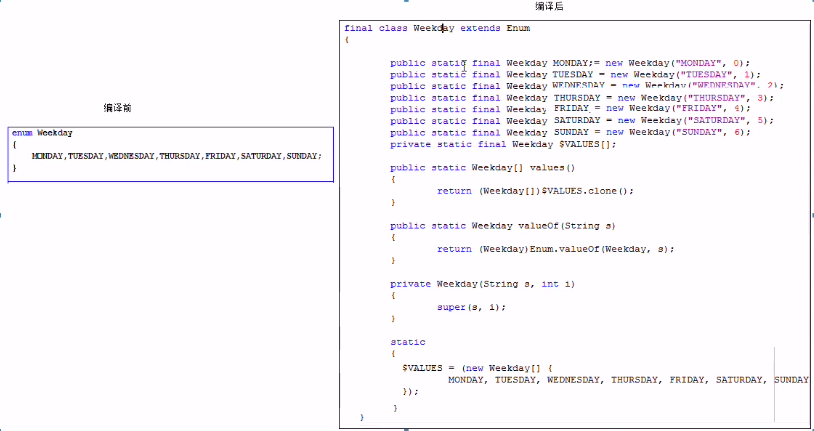 编译后
编译前
enum Weekday
{
MONDAY,TUESDAY,WEDNESDAY,THURSDAY,FRIDAY,SATURDAY,SUNDAY;
}
final class Weekday extends Enum
{
public static final Weekday MONDAY;= new Weekday("MONDAY", 0);
public static final Weekday TUESDAY = new Weekday("TUESDAY", 1);
public static final Weekday WEDNESDAY = new Weekday("WEDNESDAY", 2);
public static final Weekday THURSDAY = new Weekday("THURSDAY", 3);
public static final Weekday FRIDAY = new Weekday("FRIDAY", 4);
public static final Weekday SATURDAY = new Weekday("SATURDAY", 5);
public static final Weekday SUNDAY = new Weekday("SUNDAY", 6);
private static final Weekday $VALUES[];
public static Weekday[] values()
{
return (Weekday[])$VALUES.clone();
}
public static Weekday valueOf(String s)
{
return (Weekday)Enum.valueOf(Weekday, s);
}
private Weekday(String s, int i)
{
super(s, i);
}
static
{
$VALUES = (new Weekday[] {
MONDAY, TUESDAY, WEDNESDAY, THURSDAY, FRIDAY, SATURDAY, SUNDAY
});
}
}